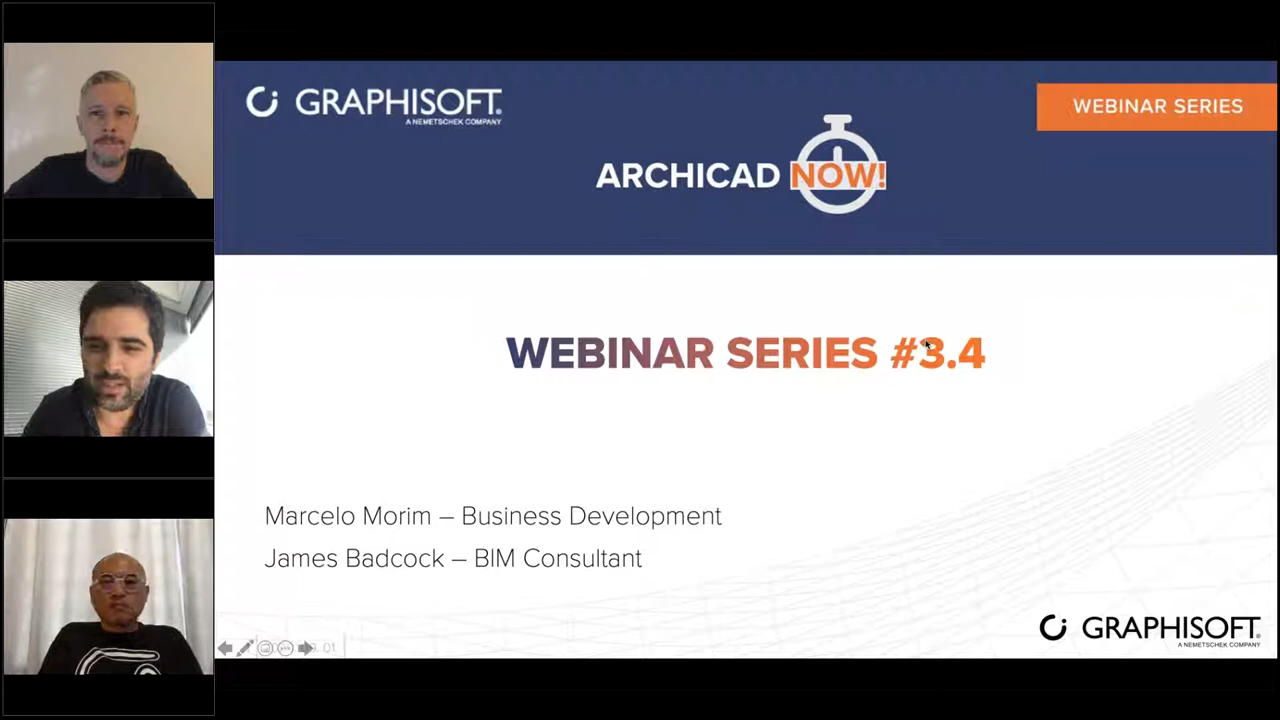 GRAPHISOFT.
A NEMETSCHEK COMPANY
WEBINAR SERIES
ARCHICAD NOW!
WEBINAR SERIES #3.4
Marcelo Morim – Business Development
James Badcock – BIM Consultant
GRAPHISOFT.
A NEMETSCHEK COMPANY